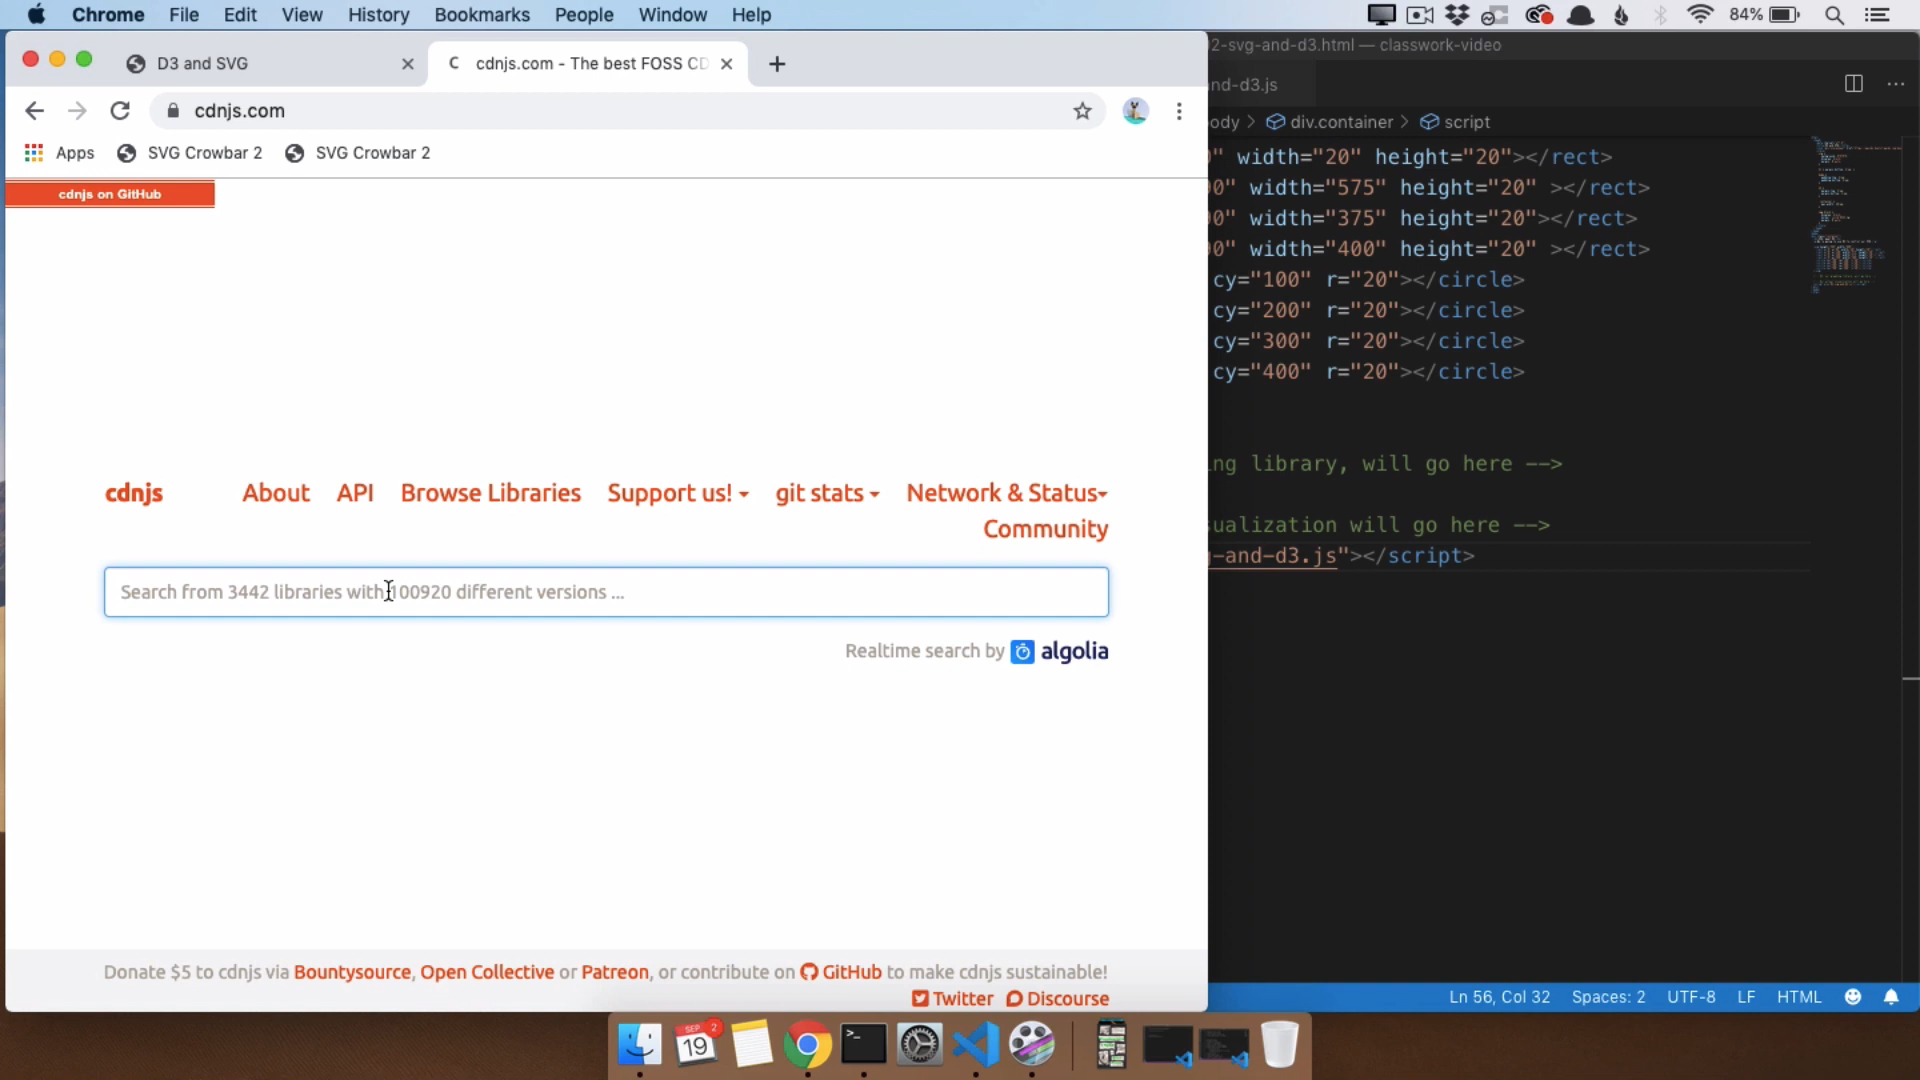 Chrome File Edit View History Bookmarks People Window Help 84%
D3 and SVG
cdnjs.com - The best FOSS CD
cdnjs.com
Apps SVG Crowbar 2 SVG Crowbar 2
cdnjs on GitHub
cdnjs About API Browse Libraries Support us! git stats Network & Status
Community
Search from 3442 libraries with 100920 different versions ...
Realtime search by algolia
Donate $5 to cdnjs via Bountysource, Open Collective or Patreon, or contribute on GitHub to make cdnjs sustainable!
Twitter Discourse
2-svg-and-d3.html — classwork-video
nd-d3.js
ody > div.container > script
0" width="20" height="20"></rect>
00" width="575" height="20" ></rect>
00" width="375" height="20"></rect>
00" width="400" height="20" ></rect>
cy="100" r="20"></circle>
cy="200" r="20"></circle>
cy="300" r="20"></circle>
cy="400" r="20"></circle>
ng library, will go here -->
ualization will go here -->
g-and-d3.js"></script>
Ln 56, Col 32 Spaces: 2 UTF-8 LF HTML
SEP 2
19